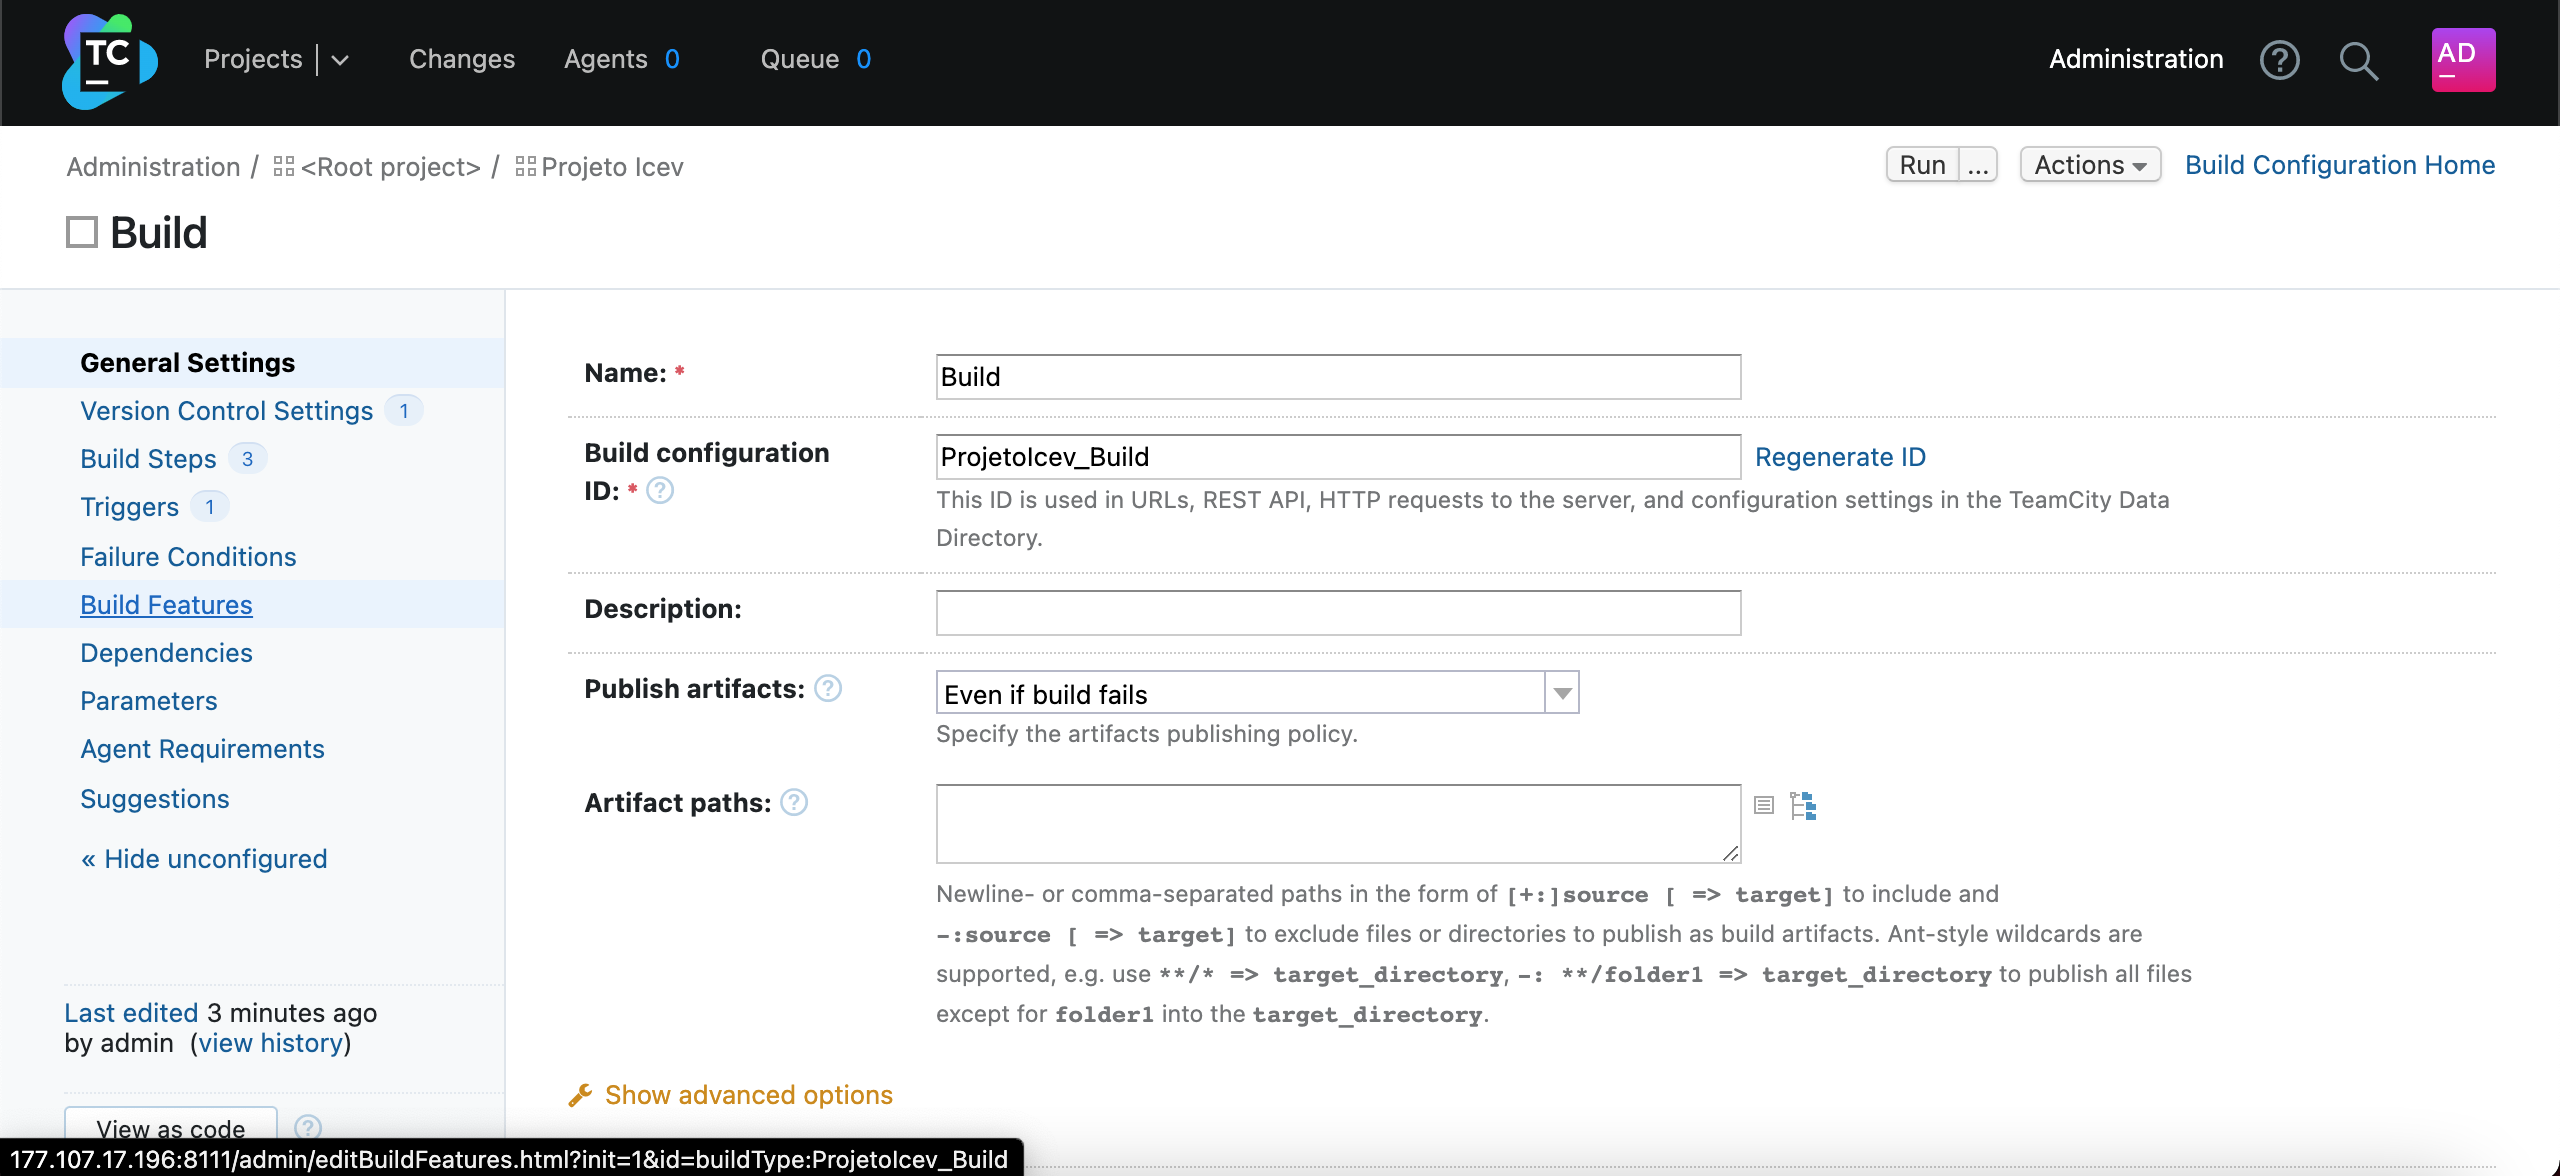 TC
Projects
Changes
Agents 0
Queue 0
Administration
?
AD
Administration / <Root project> / Projeto Icev
Run ...
Actions
Build Configuration Home
Build
General Settings
Version Control Settings 1
Build Steps 3
Triggers 1
Failure Conditions
Build Features
Dependencies
Parameters
Agent Requirements
Suggestions
« Hide unconfigured
Last edited 3 minutes ago
by admin (view history)
View as code ?
Name: *
Build
Build configuration
ID: * ?
ProjetoIcev_Build
Regenerate ID
This ID is used in URLs, REST API, HTTP requests to the server, and configuration settings in the TeamCity Data
Directory.
Description:
Publish artifacts: ?
Even if build fails
Specify the artifacts publishing policy.
Artifact paths: ?
Newline- or comma-separated paths in the form of [+:]source [ => target] to include and
-:source [ => target] to exclude files or directories to publish as build artifacts. Ant-style wildcards are
supported, e.g. use **/* => target_directory, -: **/folder1 => target_directory to publish all files
except for folder1 into the target_directory.
Show advanced options
177.107.17.196:8111/admin/editBuildFeatures.html?init=1&id=buildType:ProjetoIcev_Build